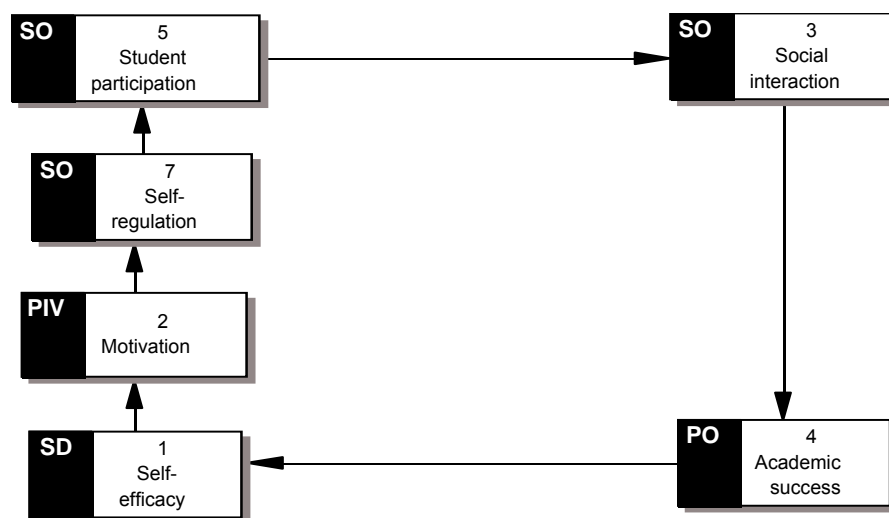 SO
5
Student
participation
SO
3
Social
interaction
SO
7
Self-
regulation
PIV
2
Motivation
SD
1
Self-
efficacy
PO
4
Academic
success